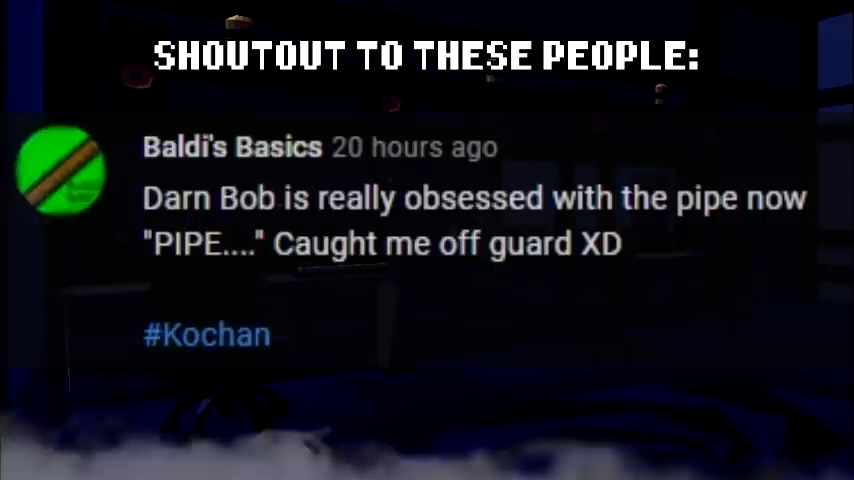 SHOUTOUT TO THESE PEOPLE:
Baldi's Basics 20 hours ago
Darn Bob is really obsessed with the pipe now
"PIPE...." Caught me off guard XD
#Kochan